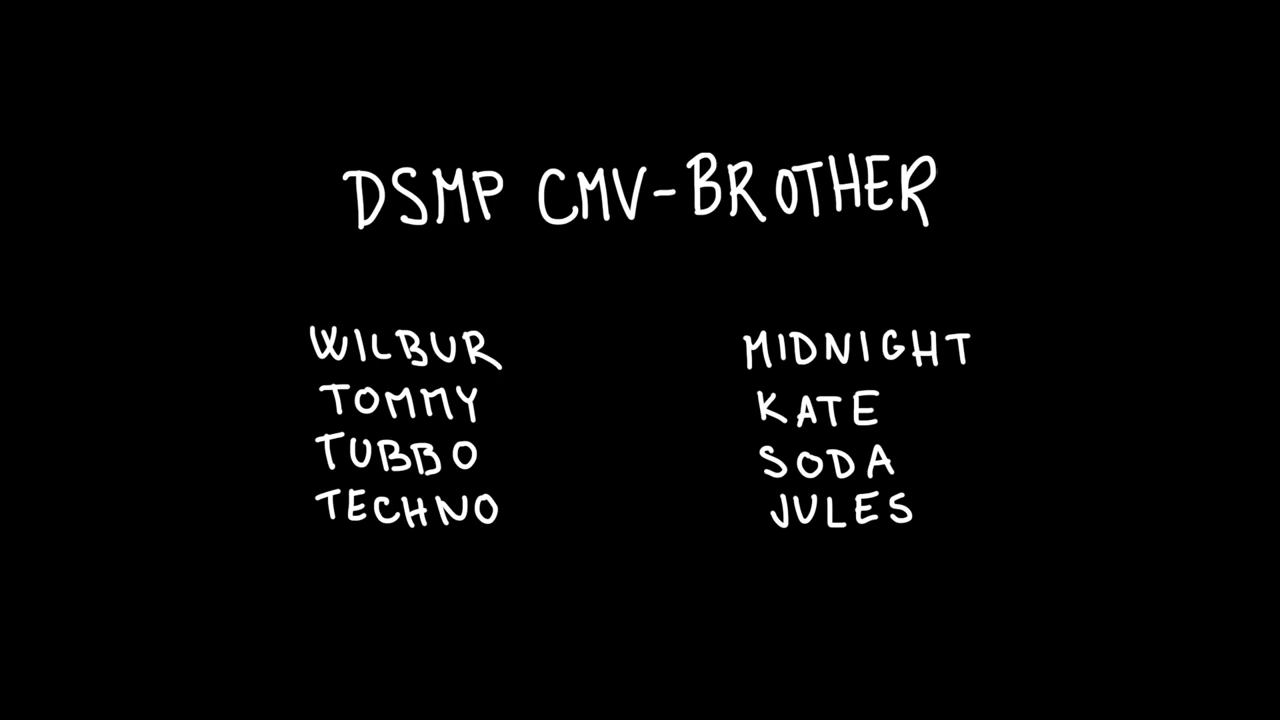 DSMP CMV-BROTHER
WILBUR MIDNIGHT
TOMMY KATE
TUBBO SODA
TECHNO JULES